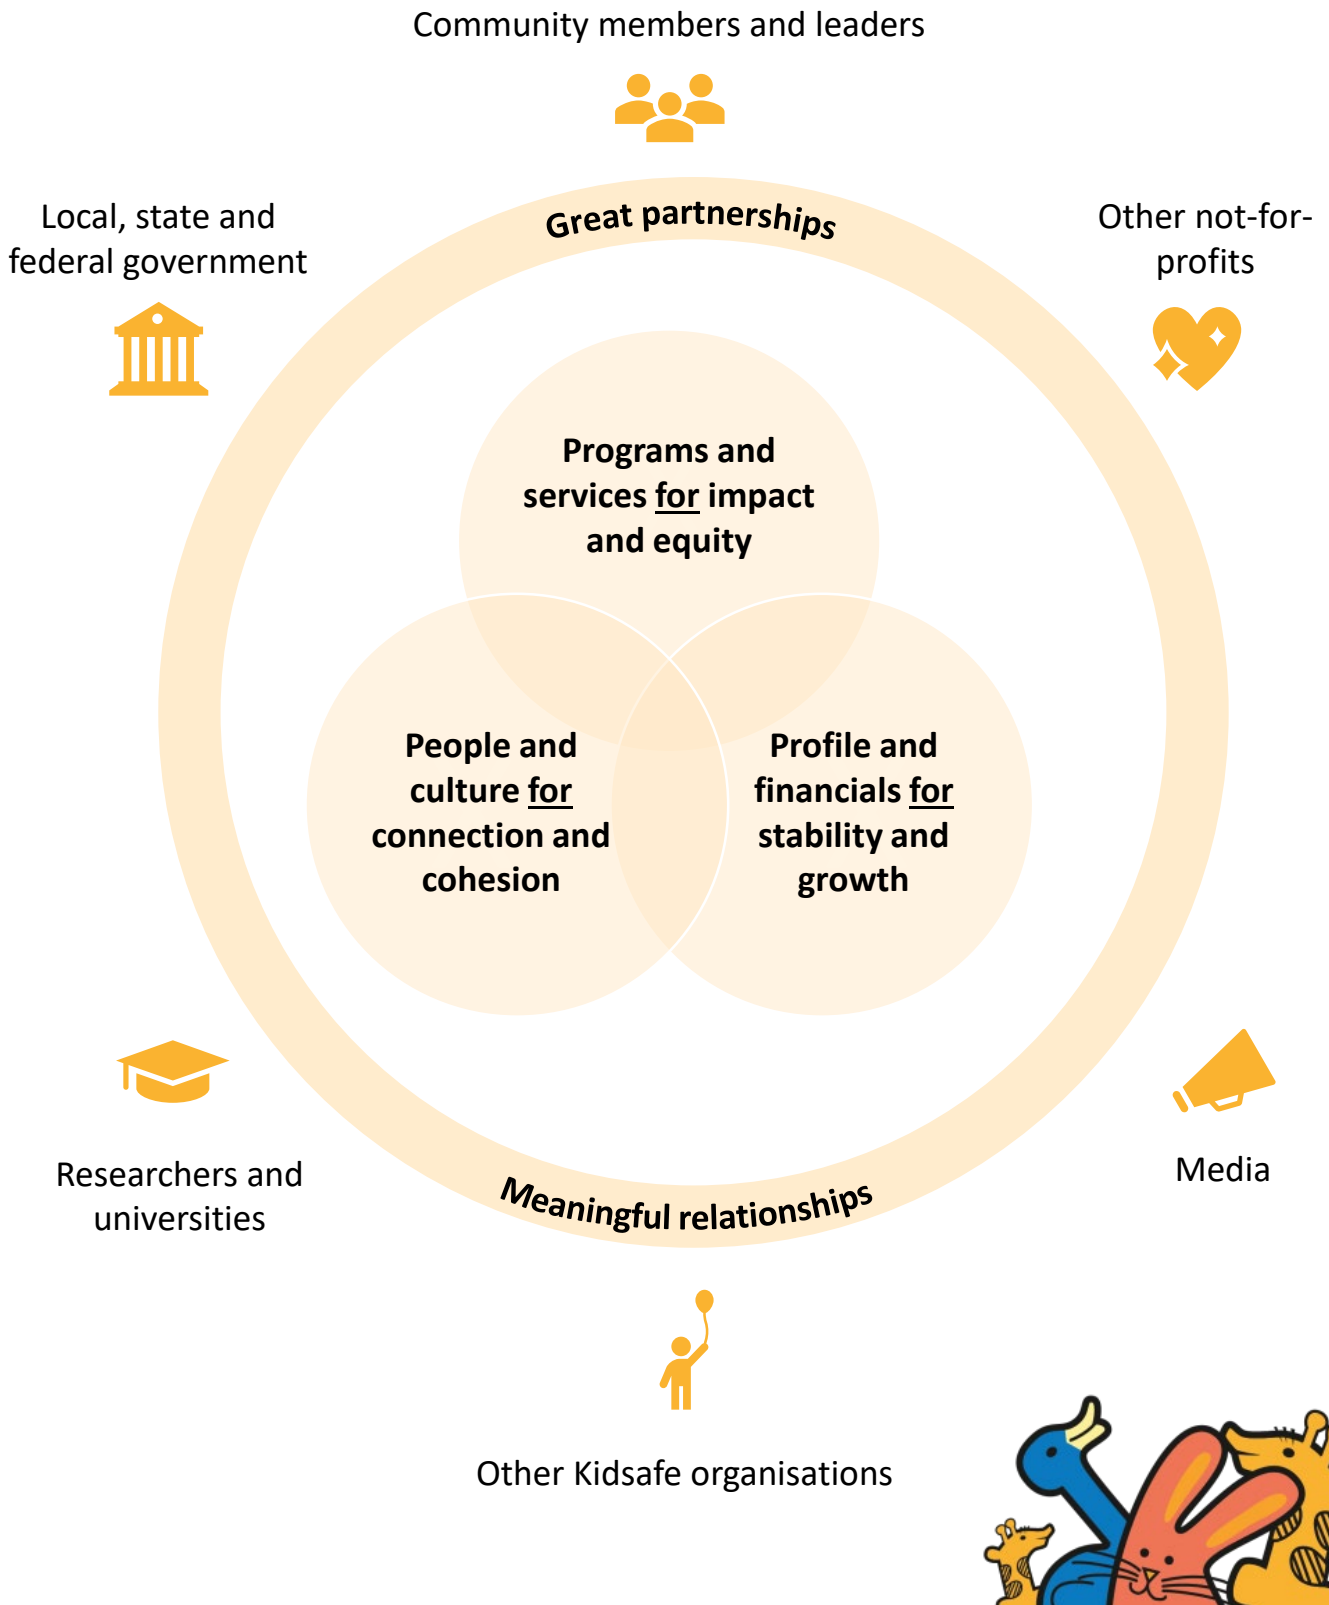 Community members and leaders
Local, state and
federal government
Great partnerships
Other not-for-
profits
Programs and
services for impact
and equity
People and
culture for
connection and
cohesion
Profile and
financials for
stability and
growth
Researchers and
universities
Meaningful relationships
Media
Other Kidsafe organisations